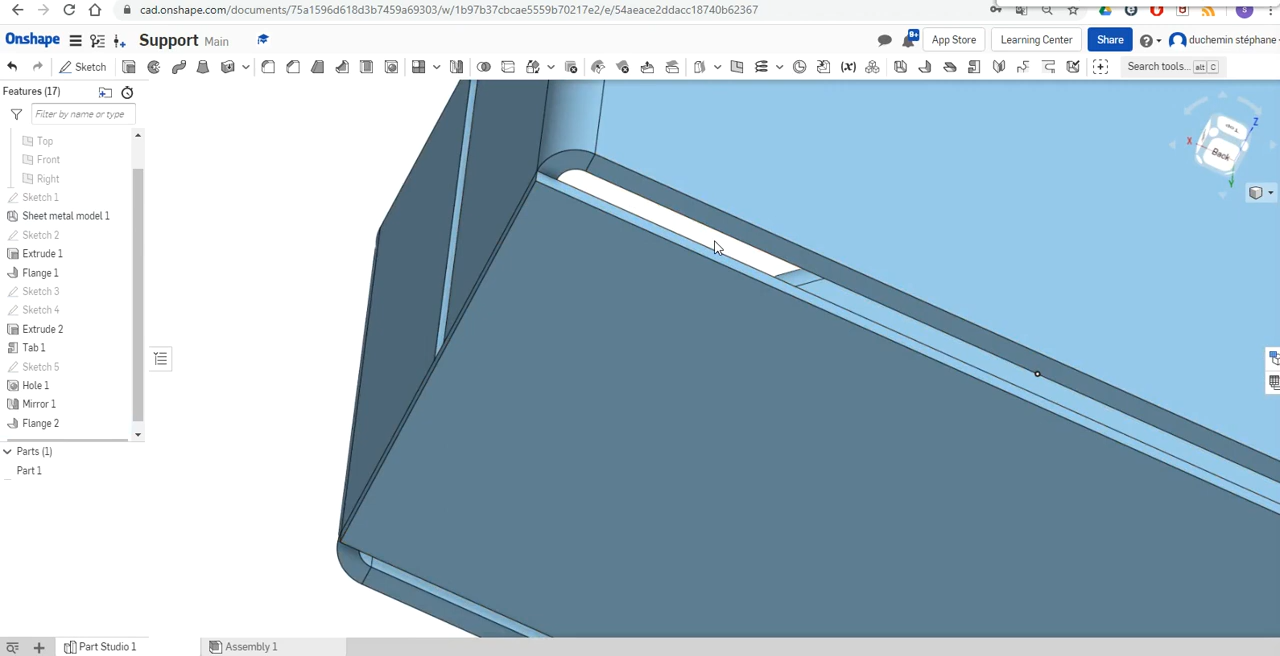 cad.onshape.com/documents/75a1596d618d3b7459a69303/w/1b97b37cbcae5559b70217e2/e/54aeace2ddacc18740b62367
Onshape Support Main 9+ App Store Learning Center Share duchemin stéphane
Sketch (x) Search tools... alt C
Features (17)
Filter by name or type
Top
Front
Right
Sketch 1
Sheet metal model 1
Sketch 2
Extrude 1
Flange 1
Sketch 3
Sketch 4
Extrude 2
Tab 1
Sketch 5
Hole 1
Mirror 1
Flange 2
Parts (1)
Part 1
Z
X
Back
Y
Part Studio 1 Assembly 1